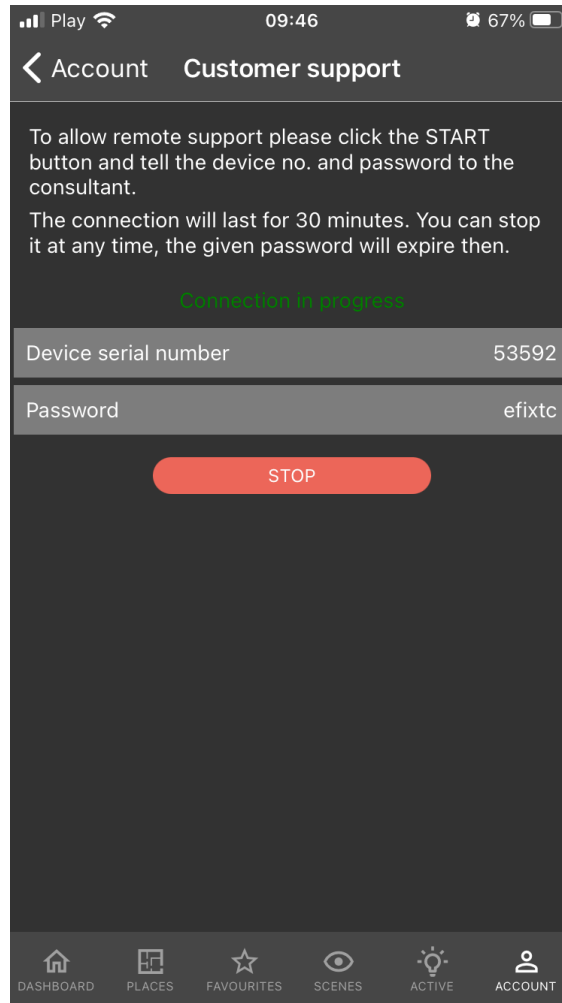 Play 09:46 67%
Account Customer support
To allow remote support please click the START
button and tell the device no. and password to the
consultant.
The connection will last for 30 minutes. You can stop
it at any time, the given password will expire then.
Connection in progress
Device serial number 53592
Password efixtc
STOP
DASHBOARD PLACES FAVOURITES SCENES ACTIVE ACCOUNT